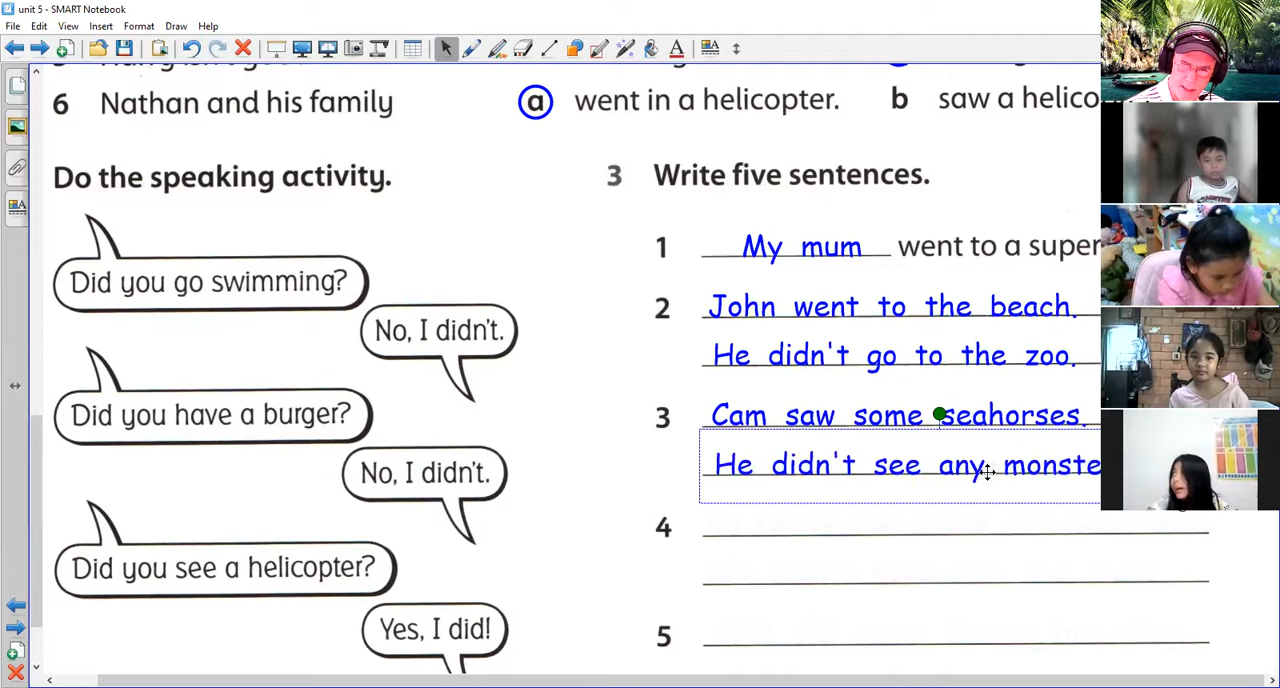 unit 5 - SMART Notebook
File Edit View Insert Format Draw Help
6 Nathan and his family a went in a helicopter. b saw a helico
Do the speaking activity.
3 Write five sentences.
Did you go swimming?
1 My mum went to a super
No, I didn't.
2 John went to the beach.
He didn't go to the zoo.
Did you have a burger?
3 Cam saw some seahorses.
No, I didn't.
He didn't see any monste
4
Did you see a helicopter?
Yes, I did!
5